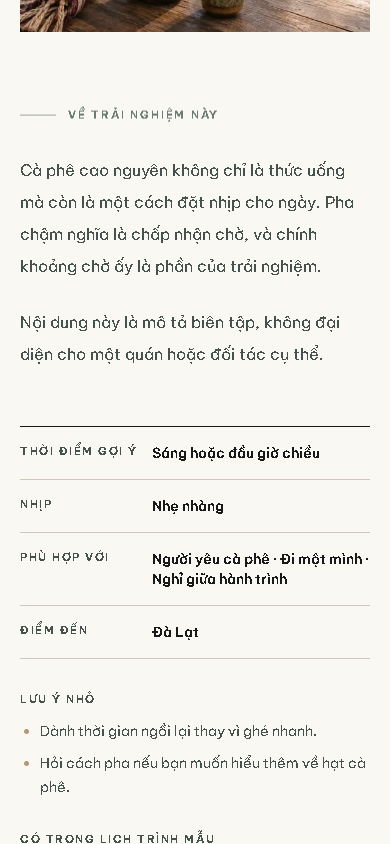 VỀ TRẢI NGHIỆM NÀY
Cà phê cao nguyên không chỉ là thức uống
mà còn là một cách đặt nhịp cho ngày. Pha
chậm nghĩa là chấp nhận chờ, và chính
khoảng chờ ấy là phần của trải nghiệm.
Nội dung này là mô tả biên tập, không đại
diện cho một quán hoặc đối tác cụ thể.
THỜI ĐIỂM GỢI Ý Sáng hoặc đầu giờ chiều
NHỊP Nhẹ nhàng
PHÙ HỢP VỚI Người yêu cà phê · Đi một mình ·
Nghỉ giữa hành trình
ĐIỂM ĐẾN Đà Lạt
LƯU Ý NHỎ
• Dành thời gian ngồi lại thay vì ghé nhanh.
• Hỏi cách pha nếu bạn muốn hiểu thêm về hạt cà
phê.
CÓ TRONG LỊCH TRÌNH MẪU